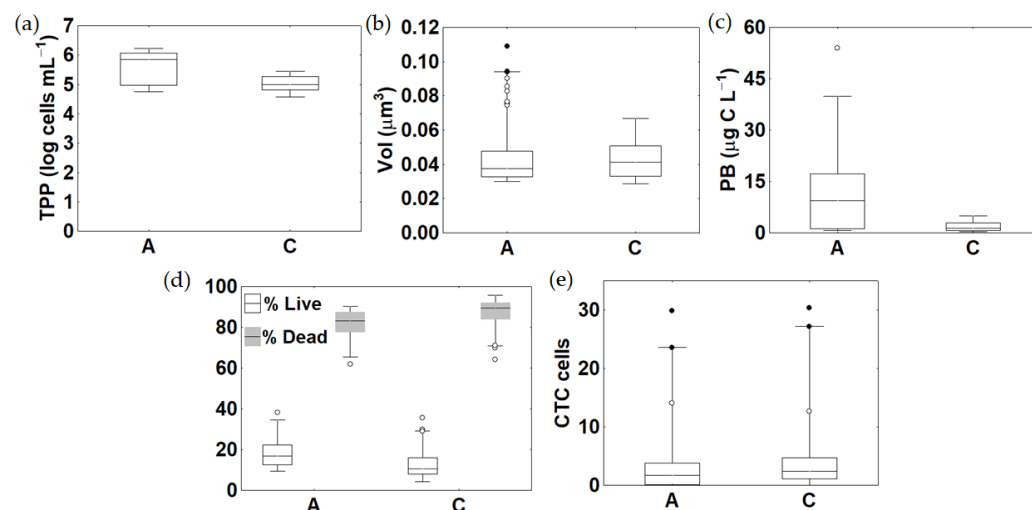 (a)
TPP (log cells mL⁻¹)
7
6
5
4
3
2
1
0
A C
(b)
Vol (μm³)
0.12
0.10
0.08
0.06
0.04
0.02
0.00
A C
(c)
PB (μg C L⁻¹)
60
45
30
15
0
A C
(d)
100
80
60
40
20
0
% Live
% Dead
A C
(e)
CTC cells
30
20
10
0
A C